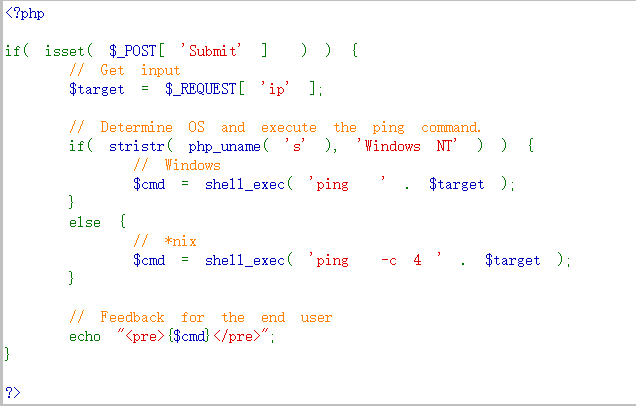 <?php

if( isset( $_POST[ 'Submit' ] ) ) {
        // Get input
        $target = $_REQUEST[ 'ip' ];

        // Determine OS and execute the ping command.
        if( stristr( php_uname( 's' ), 'Windows NT' ) ) {
                // Windows
                $cmd = shell_exec( 'ping  ' . $target );
        }
        else {
                // *nix
                $cmd = shell_exec( 'ping  -c 4 ' . $target );
        }

        // Feedback for the end user
        echo "<pre>{$cmd}</pre>";
}

?>